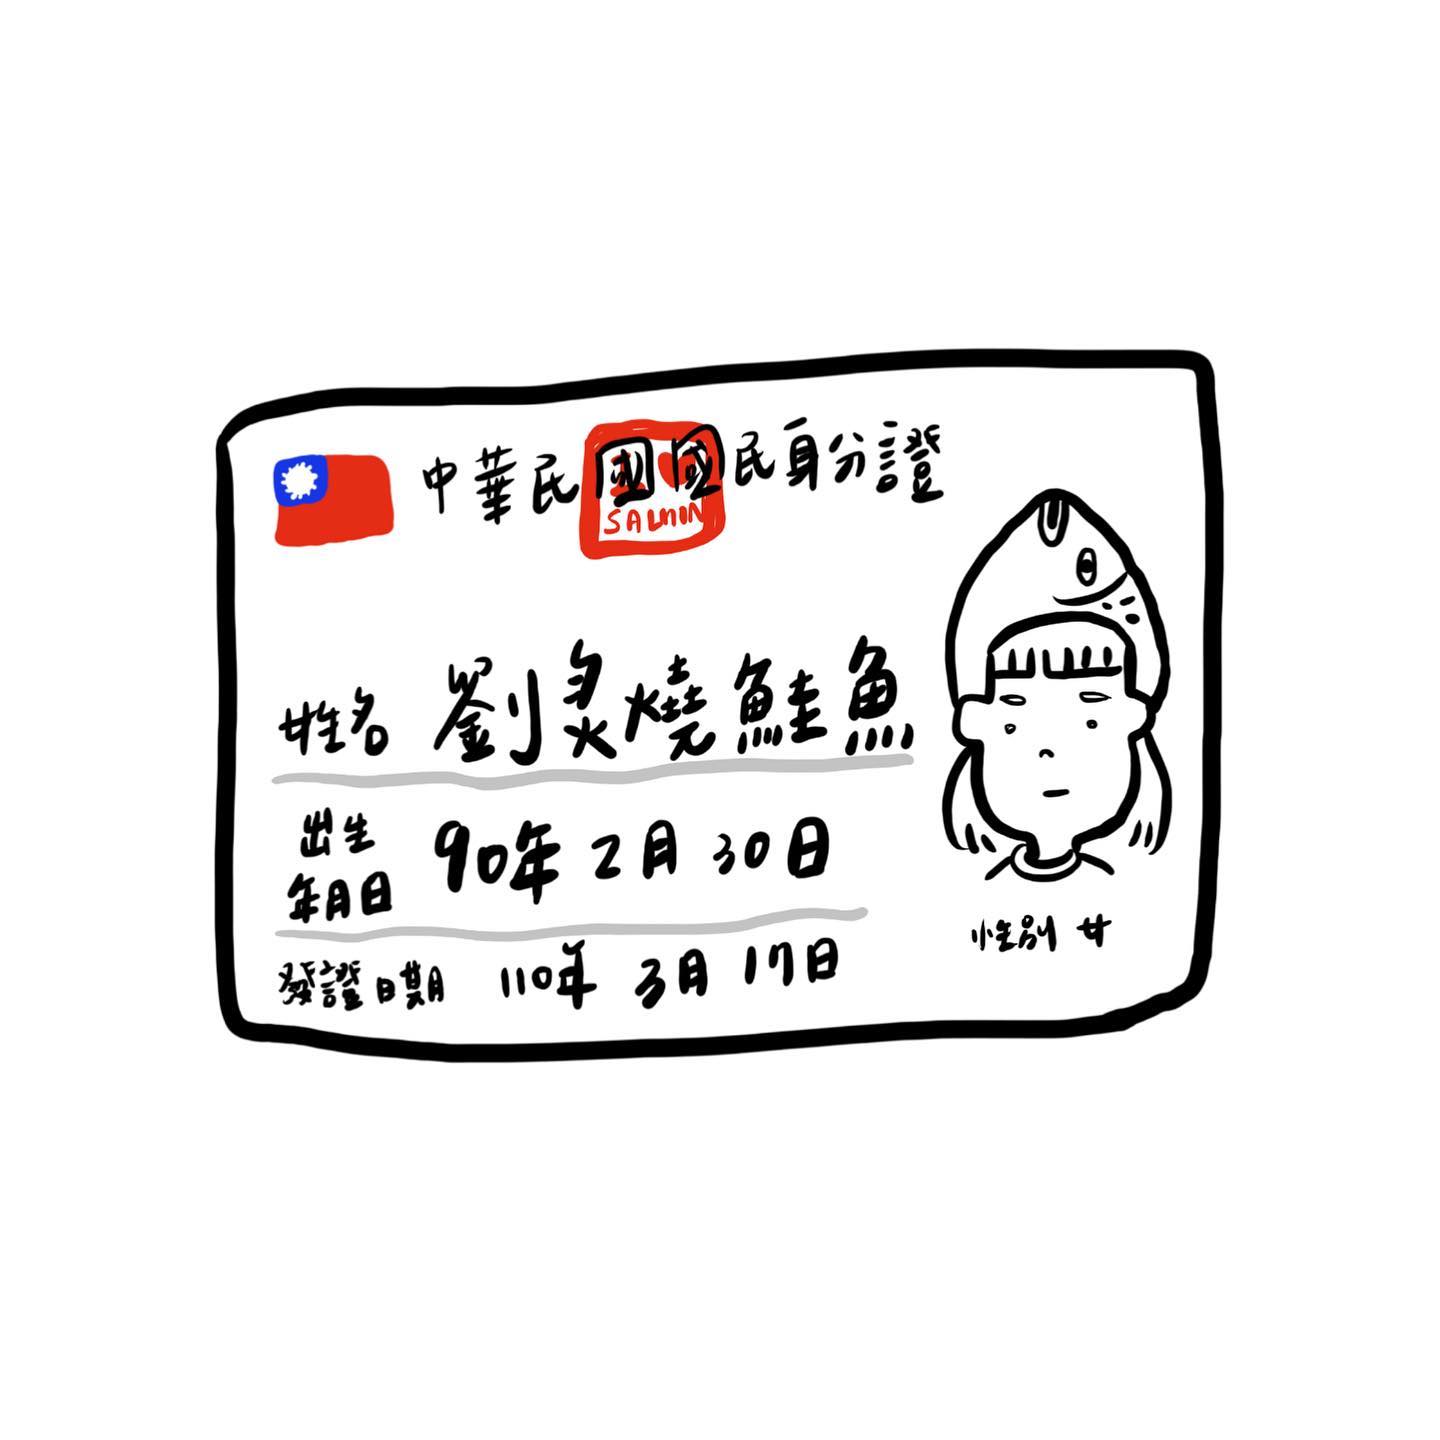 中華民國國民身分證
I ♥
SALMON
姓名 劉炙燒鮭魚
出生
年月日 90年2月30日
發證日期 110年3月17日
性別 女